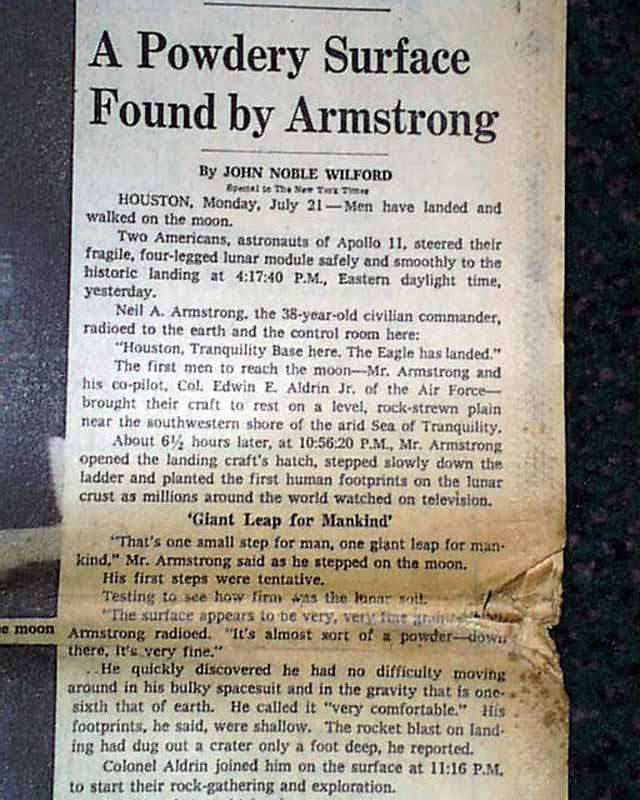 A Powdery Surface
Found by Armstrong
By JOHN NOBLE WILFORD
Special to The New York Times
HOUSTON, Monday, July 21—Men have landed and
walked on the moon.
Two Americans, astronauts of Apollo 11, steered their
fragile, four-legged lunar module safely and smoothly to the
historic landing at 4:17:40 P.M., Eastern daylight time,
yesterday.
Neil A. Armstrong, the 38-year-old civilian commander,
radioed to the earth and the control room here:
"Houston, Tranquility Base here. The Eagle has landed."
The first men to reach the moon—Mr. Armstrong and
his co-pilot, Col. Edwin E. Aldrin Jr. of the Air Force—
brought their craft to rest on a level, rock-strewn plain
near the southwestern shore of the arid Sea of Tranquility.
About 6½ hours later, at 10:56:20 P.M., Mr. Armstrong
opened the landing craft's hatch, stepped slowly down the
ladder and planted the first human footprints on the lunar
crust as millions around the world watched on television.
'Giant Leap for Mankind'
"That's one small step for man, one giant leap for man-
kind," Mr. Armstrong said as he stepped on the moon.
His first steps were tentative.
Testing to see how firm was the lunar soil.
"The surface appears to be very, very fine
e moon
Armstrong radioed. "It's almost sort of a powder—down
there, it's very fine."
He quickly discovered he had no difficulty moving
around in his bulky spacesuit and in the gravity that is one-
sixth that of earth. He called it "very comfortable." His
footprints, he said, were shallow. The rocket blast on land-
ing had dug out a crater only a foot deep, he reported.
Colonel Aldrin joined him on the surface at 11:16 P.M.
to start their rock-gathering and exploration.